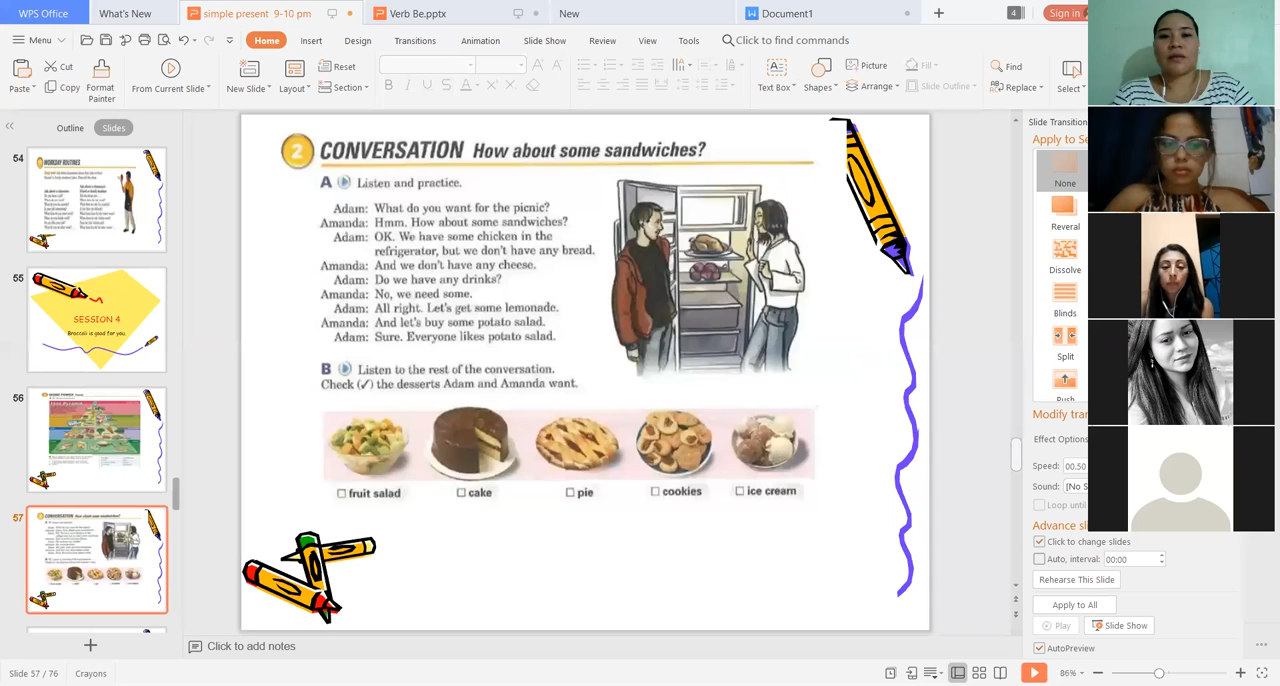 WPS Office
What's New
simple present  9-10 pm
Verb Be.pptx
New
Document1
4
Sign in
Menu
Home
Insert
Design
Transitions
Animation
Slide Show
Review
View
Tools
Click to find commands
Paste
Cut
Copy
Format
Painter
From Current Slide
New Slide
Layout
Reset
Section
Text Box
Shapes
Picture
Arrange
Fill
Slide Outline
Find
Replace
Select
Outline
Slides
54
WORKDAY ROUTINES
55
SESSION 4
Broccoli is good for you.
56
57
CONVERSATION How about some sandwiches?
2 CONVERSATION How about some sandwiches?
A Listen and practice.
Adam: What do you want for the picnic?
Amanda: Hmm. How about some sandwiches?
Adam: OK. We have some chicken in the
refrigerator, but we don't have any bread.
Amanda: And we don't have any cheese.
Adam: Do we have any drinks?
Amanda: No, we need some.
Adam: All right. Let's get some lemonade.
Amanda: And let's buy some potato salad.
Adam: Sure. Everyone likes potato salad.
B Listen to the rest of the conversation.
Check (✓) the desserts Adam and Amanda want.
fruit salad
cake
pie
cookies
ice cream
Slide Transition
Apply to Se
None
Reveral
Dissolve
Blinds
Split
Push
Modify tran
Effect Options
Speed: 00.50
Sound: [No S
Loop until
Advance sli
Click to change slides
Auto, interval: 00:00
Rehearse This Slide
Apply to All
Play
Slide Show
AutoPreview
Click to add notes
Slide 57 / 76
Crayons
86%